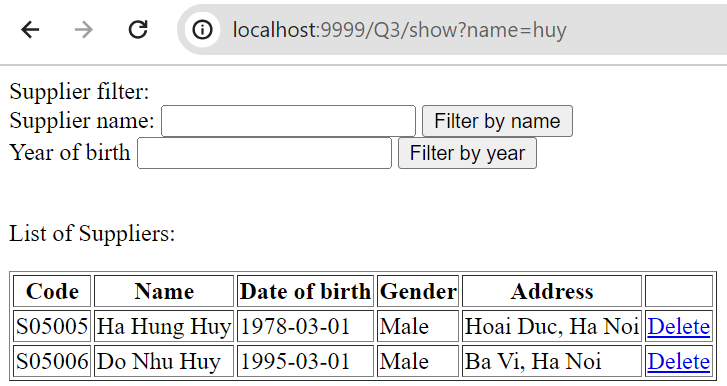 localhost:9999/Q3/show?name=huy
Supplier filter:
Supplier name: Filter by name
Year of birth Filter by year
List of Suppliers:
Code Name Date of birth Gender Address
S05005 Ha Hung Huy 1978-03-01 Male Hoai Duc, Ha Noi Delete
S05006 Do Nhu Huy 1995-03-01 Male Ba Vi, Ha Noi Delete